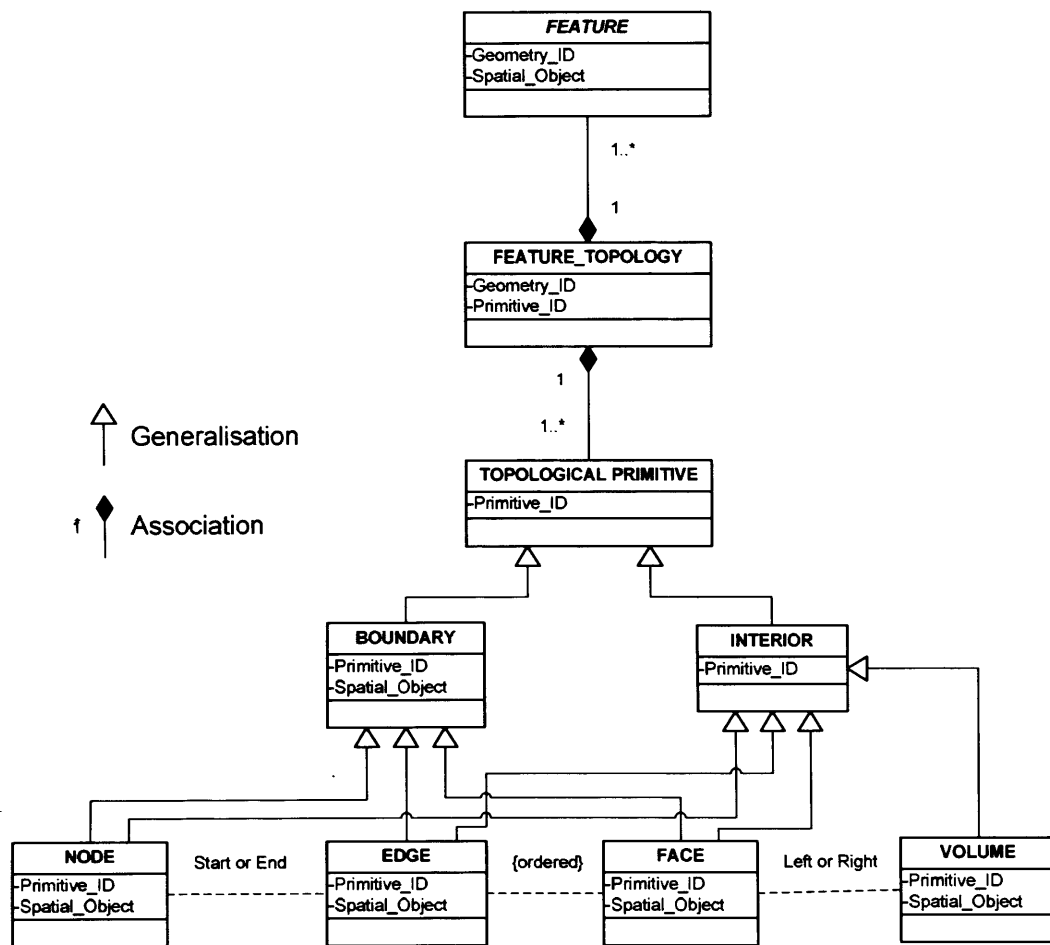 FEATURE
-Geometry_ID
-Spatial_Object
1..*
1
FEATURE_TOPOLOGY
-Geometry_ID
-Primitive_ID
1
1..*
Generalisation
Association
TOPOLOGICAL PRIMITIVE
-Primitive_ID
BOUNDARY
-Primitive_ID
-Spatial_Object
INTERIOR
-Primitive_ID
NODE
-Primitive_ID
-Spatial_Object
Start or End
EDGE
-Primitive_ID
-Spatial_Object
{ordered}
FACE
-Primitive_ID
-Spatial_Object
Left or Right
VOLUME
-Primitive_ID
-Spatial_Object